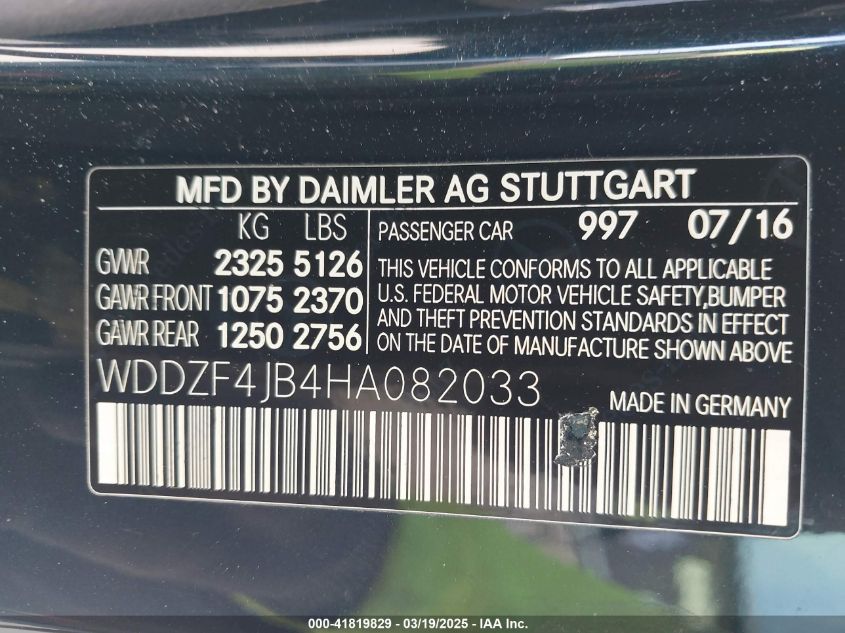 MFD BY DAIMLER AG STUTTGART
KG LBS
GVWR 2325 5126
GAWR FRONT 1075 2370
GAWR REAR 1250 2756
PASSENGER CAR 997 07/16
THIS VEHICLE CONFORMS TO ALL APPLICABLE
U.S. FEDERAL MOTOR VEHICLE SAFETY,BUMPER
AND THEFT PREVENTION STANDARDS IN EFFECT
ON THE DATE OF MANUFACTURE SHOWN ABOVE
WDDZF4JB4HA082033
MADE IN GERMANY
000-41819829 - 03/19/2025 - IAA Inc.